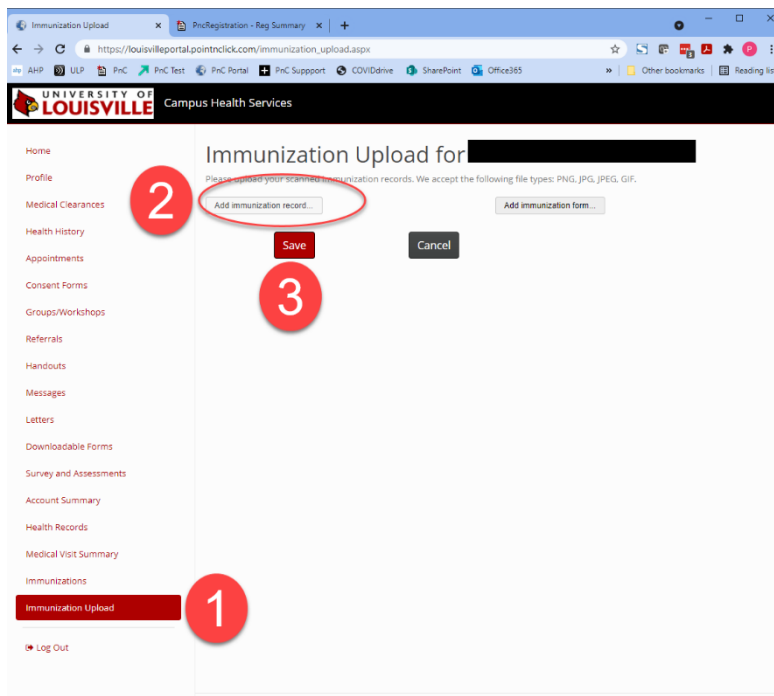 Immunization Upload
PncRegistration - Reg Summary
https://louisvilleportal.pointnclick.com/immunization_upload.aspx
AHP ULP PnC PnC Test PnC Portal PnC Suppport COVIDdrive SharePoint Office365 » Other bookmarks Reading lis
UNIVERSITY OF
LOUISVILLE Campus Health Services
Home
Profile
Medical Clearances
Health History
Appointments
Consent Forms
Groups/Workshops
Referrals
Handouts
Messages
Letters
Downloadable Forms
Survey and Assessments
Account Summary
Health Records
Medical Visit Summary
Immunizations
Immunization Upload
Log Out
Immunization Upload for
Please upload your scanned immunization records. We accept the following file types: PNG, JPG, JPEG, GIF.
2
Add immunization record... Add immunization form...
Save Cancel
3
1